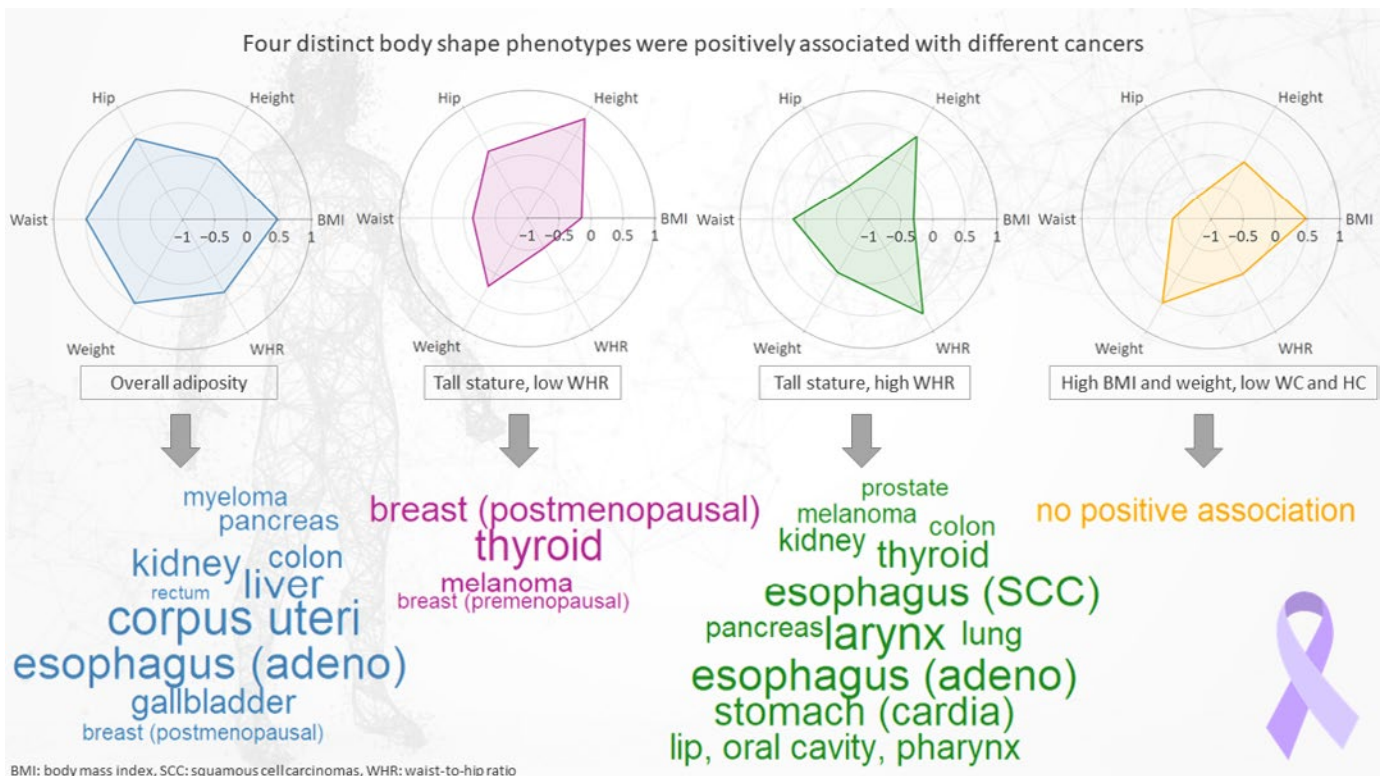 Four distinct body shape phenotypes were positively associated with different cancers
Hip
Height
Waist
BMI
−1 −0.5 0 0.5 1
Weight
WHR
Overall adiposity
Hip
Height
Waist
BMI
−1 −0.5 0 0.5 1
Weight
WHR
Tall stature, low WHR
Hip
Height
Waist
BMI
−1 −0.5 0 0.5 1
Weight
WHR
Tall stature, high WHR
Hip
Height
Waist
BMI
−1 −0.5 0 0.5 1
Weight
WHR
High BMI and weight, low WC and HC
myeloma
pancreas
kidney colon
rectum liver
corpus uteri
esophagus (adeno)
gallbladder
breast (postmenopausal)
breast (postmenopausal)
thyroid
melanoma
breast (premenopausal)
prostate
melanoma colon
kidney thyroid
esophagus (SCC)
pancreas larynx lung
esophagus (adeno)
stomach (cardia)
lip, oral cavity, pharynx
no positive association
BMI: body mass index, SCC: squamous cell carcinomas, WHR: waist-to-hip ratio